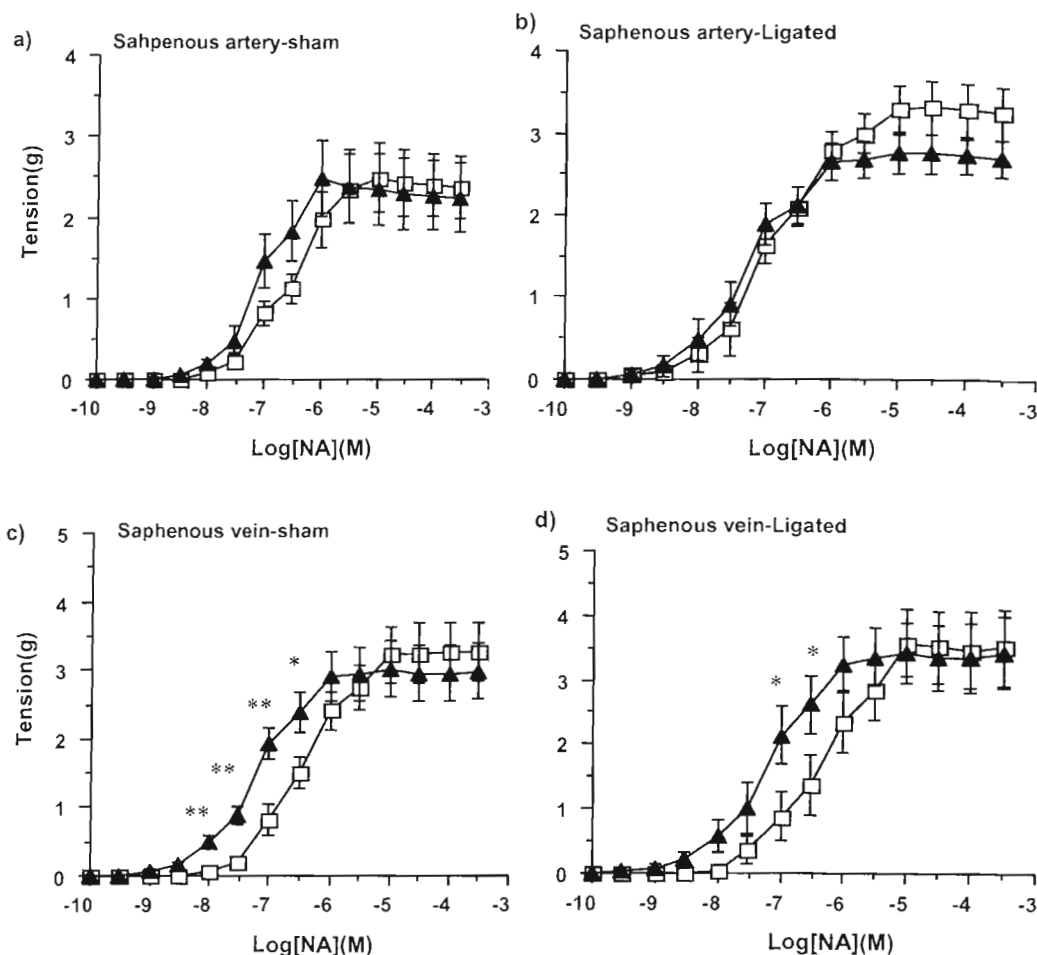 a) Sahpenous artery-sham
4
3
2
1
0
Tension(g)
-10 -9 -8 -7 -6 -5 -4 -3
Log[NA](M)
b) Saphenous artery-Ligated
4
3
2
1
0
-10 -9 -8 -7 -6 -5 -4 -3
Log[NA](M)
c) Saphenous vein-sham
5
4
3
2
1
0
Tension(g)
** ** ** *
-10 -9 -8 -7 -6 -5 -4 -3
Log[NA](M)
d) Saphenous vein-Ligated
5
4
3
2
1
0
* *
-10 -9 -8 -7 -6 -5 -4 -3
Log[NA](M)